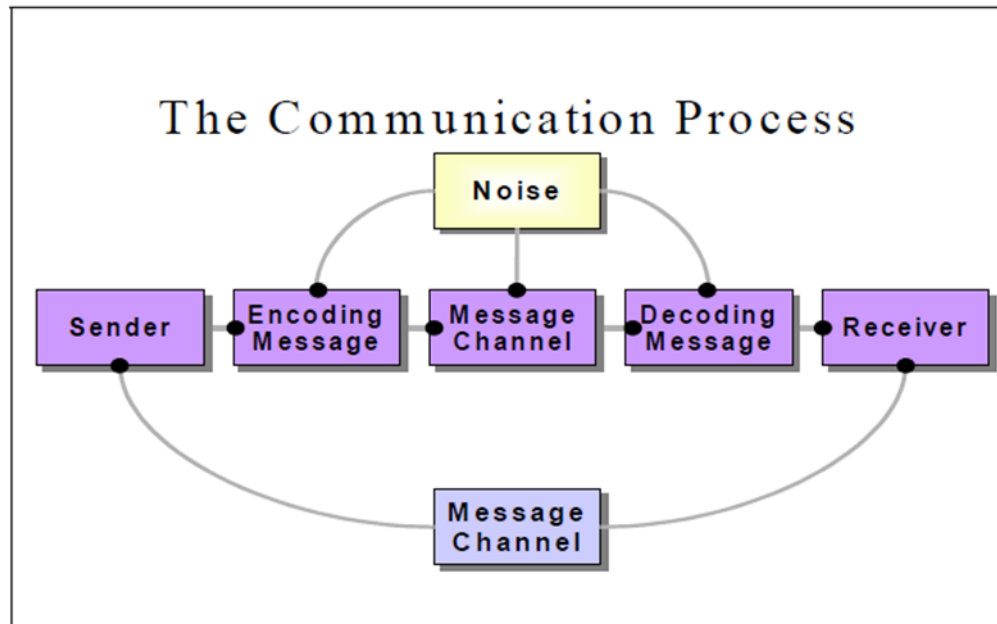 The Communication Process
Noise
Sender
Encoding
Message
Message
Channel
Decoding
Message
Receiver
Message
Channel